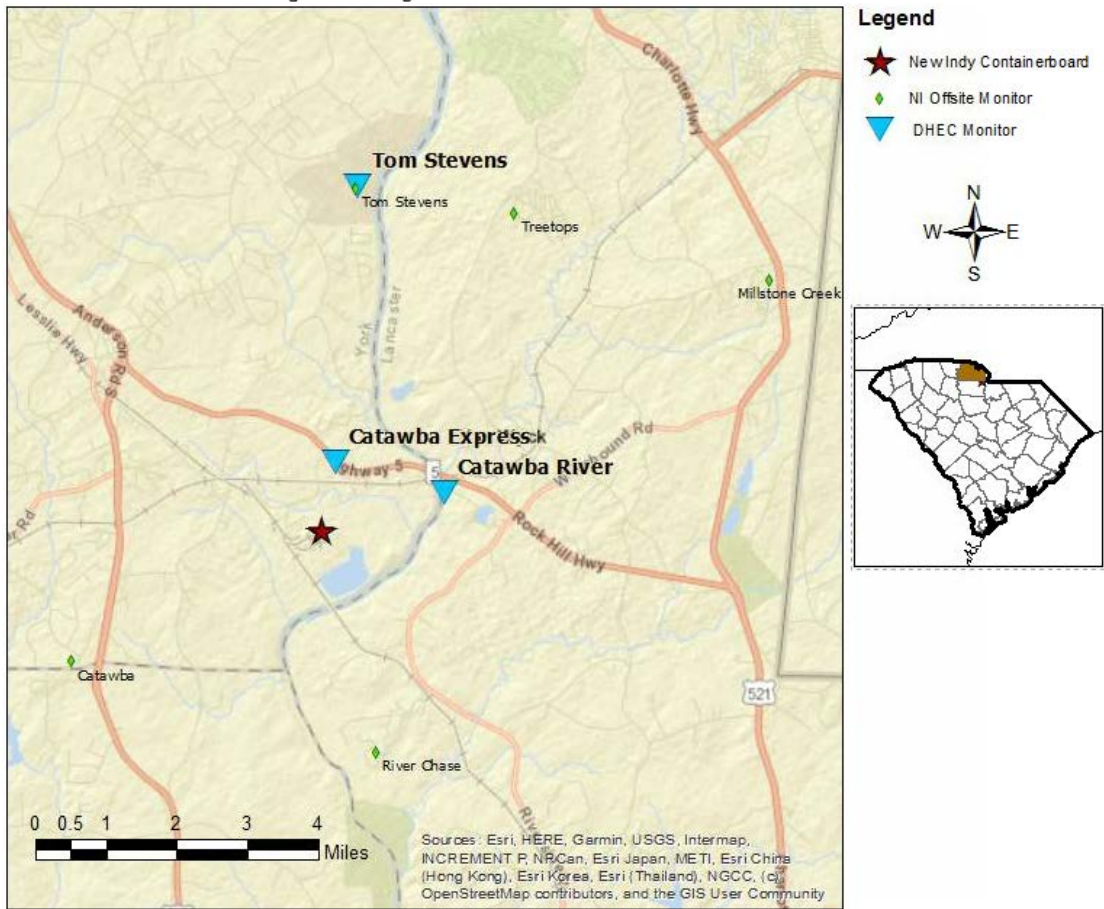 Legend
New Indy Containerboard
NI Offsite Monitor
DHEC Monitor
N
W E
S
Charlotte Hwy
Tom Stevens
Tom Stevens
Treetops
Millstone Creek
York
Lancaster
Lesslie Hwy
Anderson Rd S
Catawba Express
Highway 5
5
Catawba River
Rock Hill Hwy
521
Catawba
River Chase
0 0.5 1 2 3 4
Miles
Sources: Esri, HERE, Garmin, USGS, Intermap,
INCREMENT P, NRCan, Esri Japan, METI, Esri China
(Hong Kong), Esri Korea, Esri (Thailand), NGCC, (c)
OpenStreetMap contributors, and the GIS User Community